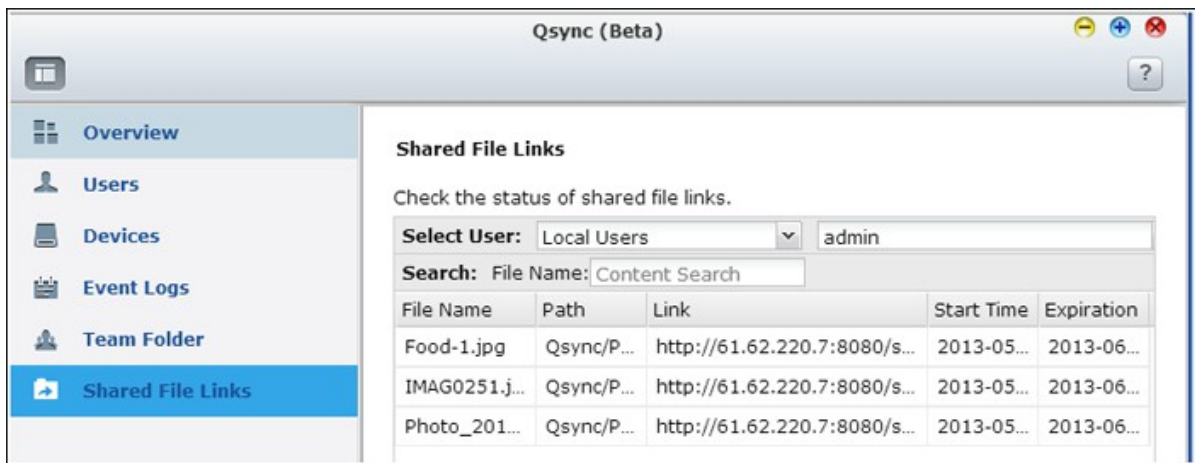 Qsync (Beta)
?
Overview
Users
Devices
Event Logs
Team Folder
Shared File Links
Shared File Links
Check the status of shared file links.
Select User: Local Users admin
Search: File Name: Content Search
File Name Path Link Start Time Expiration
Food-1.jpg Qsync/P... http://61.62.220.7:8080/s... 2013-05... 2013-06...
IMAG0251.j... Qsync/P... http://61.62.220.7:8080/s... 2013-05... 2013-06...
Photo_201... Qsync/P... http://61.62.220.7:8080/s... 2013-05... 2013-06...